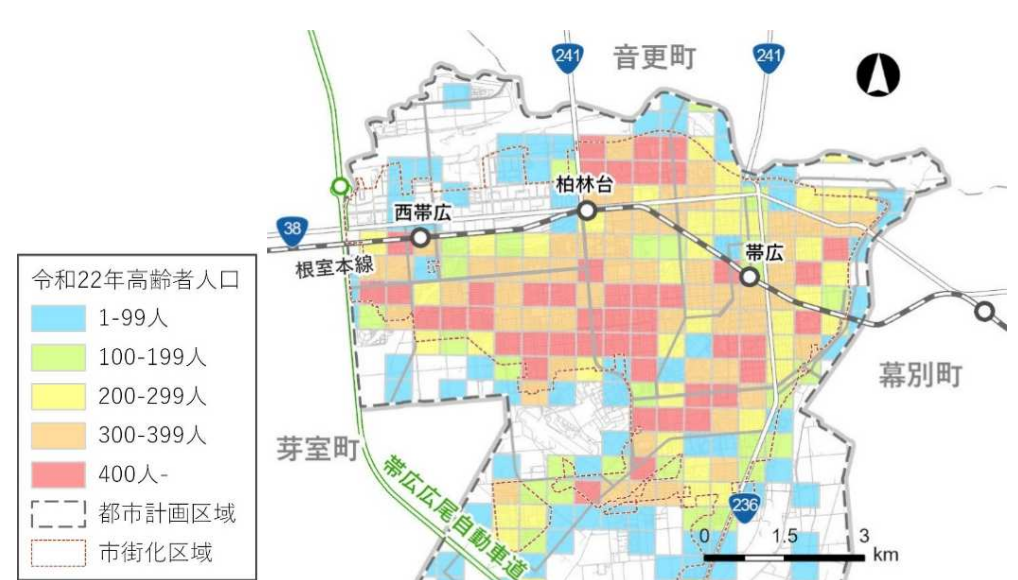 241
音更町
241
柏林台
西帯広
38
根室本線
帯広
令和22年高齢者人口
1-99人
100-199人
200-299人
300-399人
400人-
都市計画区域
市街化区域
幕別町
芽室町
帯広広尾自動車道
236
0 1.5 3
km